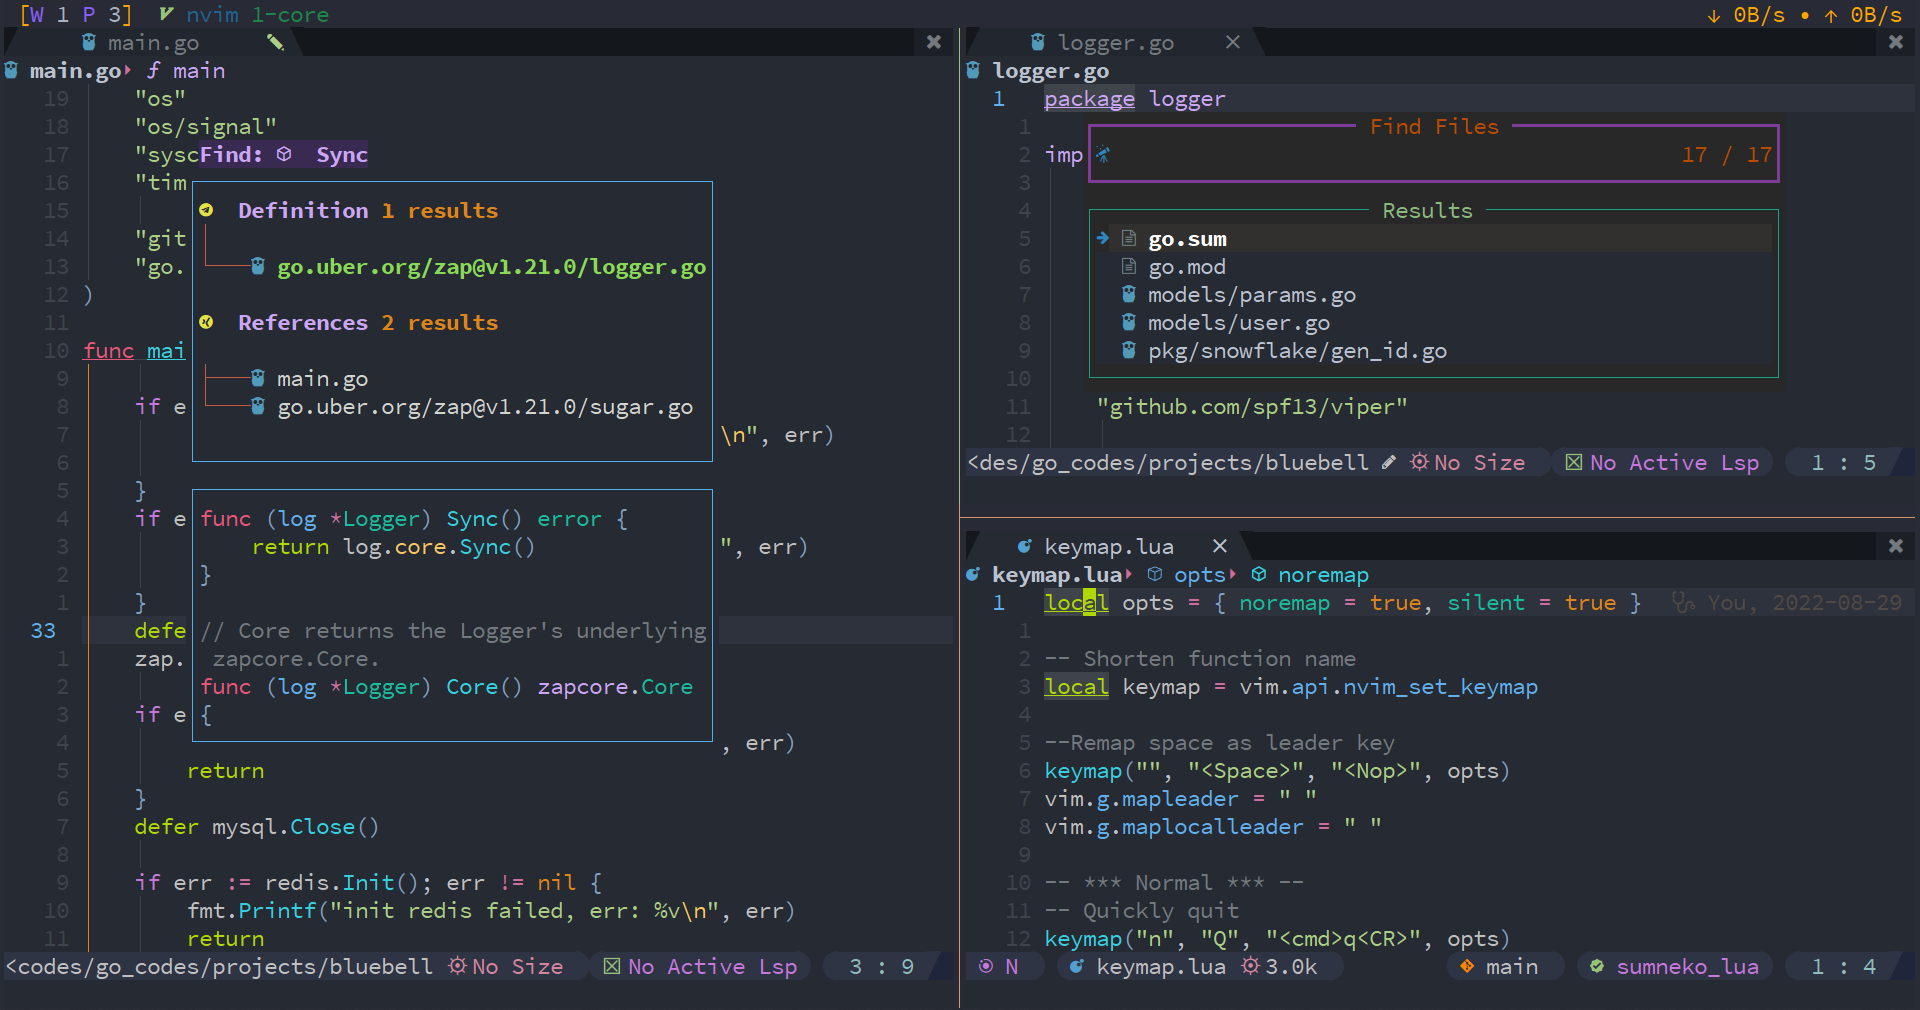 [W 1 P 3] nvim 1-core
↓ 0B/s • ↑ 0B/s
main.go
main.go ƒ main
19 "os"
18 "os/signal"
17 "sysc
Find: Sync
16 "tim
15
Definition 1 results
14 "git
13 "go.
go.uber.org/zap@v1.21.0/logger.go
12 )
11
References 2 results
10 func mai
9
main.go
8 if e
go.uber.org/zap@v1.21.0/sugar.go
7 \n", err)
6
5 }
4 if e
func (log *Logger) Sync() error {
3 ", err)
return log.core.Sync()
2
}
1 }
33 defe
// Core returns the Logger's underlying
1 zap.
zapcore.Core.
2
func (log *Logger) Core() zapcore.Core
3 if e
{
4 , err)
5 return
6 }
7 defer mysql.Close()
8
9 if err := redis.Init(); err != nil {
10 fmt.Printf("init redis failed, err: %v\n", err)
11 return
<codes/go_codes/projects/bluebell No Size No Active Lsp 3 : 9
logger.go
logger.go
1 package logger
1
Find Files
2 imp
17 / 17
3
4
Results
5
go.sum
6
go.mod
7
models/params.go
8
models/user.go
9
pkg/snowflake/gen_id.go
10
11 "github.com/spf13/viper"
12
<des/go_codes/projects/bluebell No Size No Active Lsp 1 : 5
keymap.lua
keymap.lua opts noremap
1 local opts = { noremap = true, silent = true } You, 2022-08-29
1
2 -- Shorten function name
3 local keymap = vim.api.nvim_set_keymap
4
5 --Remap space as leader key
6 keymap("", "<Space>", "<Nop>", opts)
7 vim.g.mapleader = " "
8 vim.g.maplocalleader = " "
9
10 -- *** Normal *** --
11 -- Quickly quit
12 keymap("n", "Q", "<cmd>q<CR>", opts)
N keymap.lua 3.0k main sumneko_lua 1 : 4